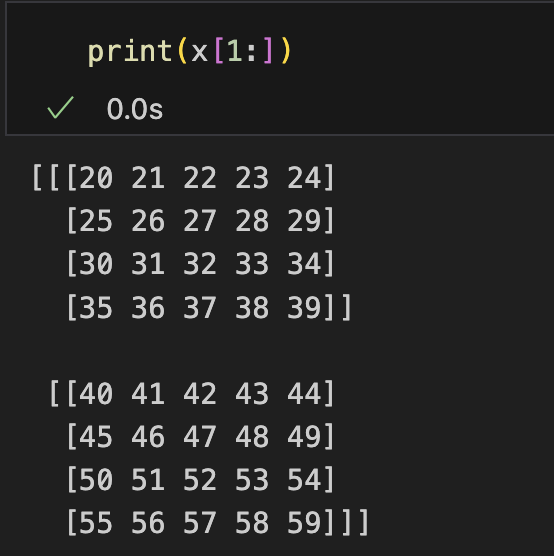 print(x[1:])
✓ 0.0s
[[[20 21 22 23 24]
[25 26 27 28 29]
[30 31 32 33 34]
[35 36 37 38 39]]
[[40 41 42 43 44]
[45 46 47 48 49]
[50 51 52 53 54]
[55 56 57 58 59]]]